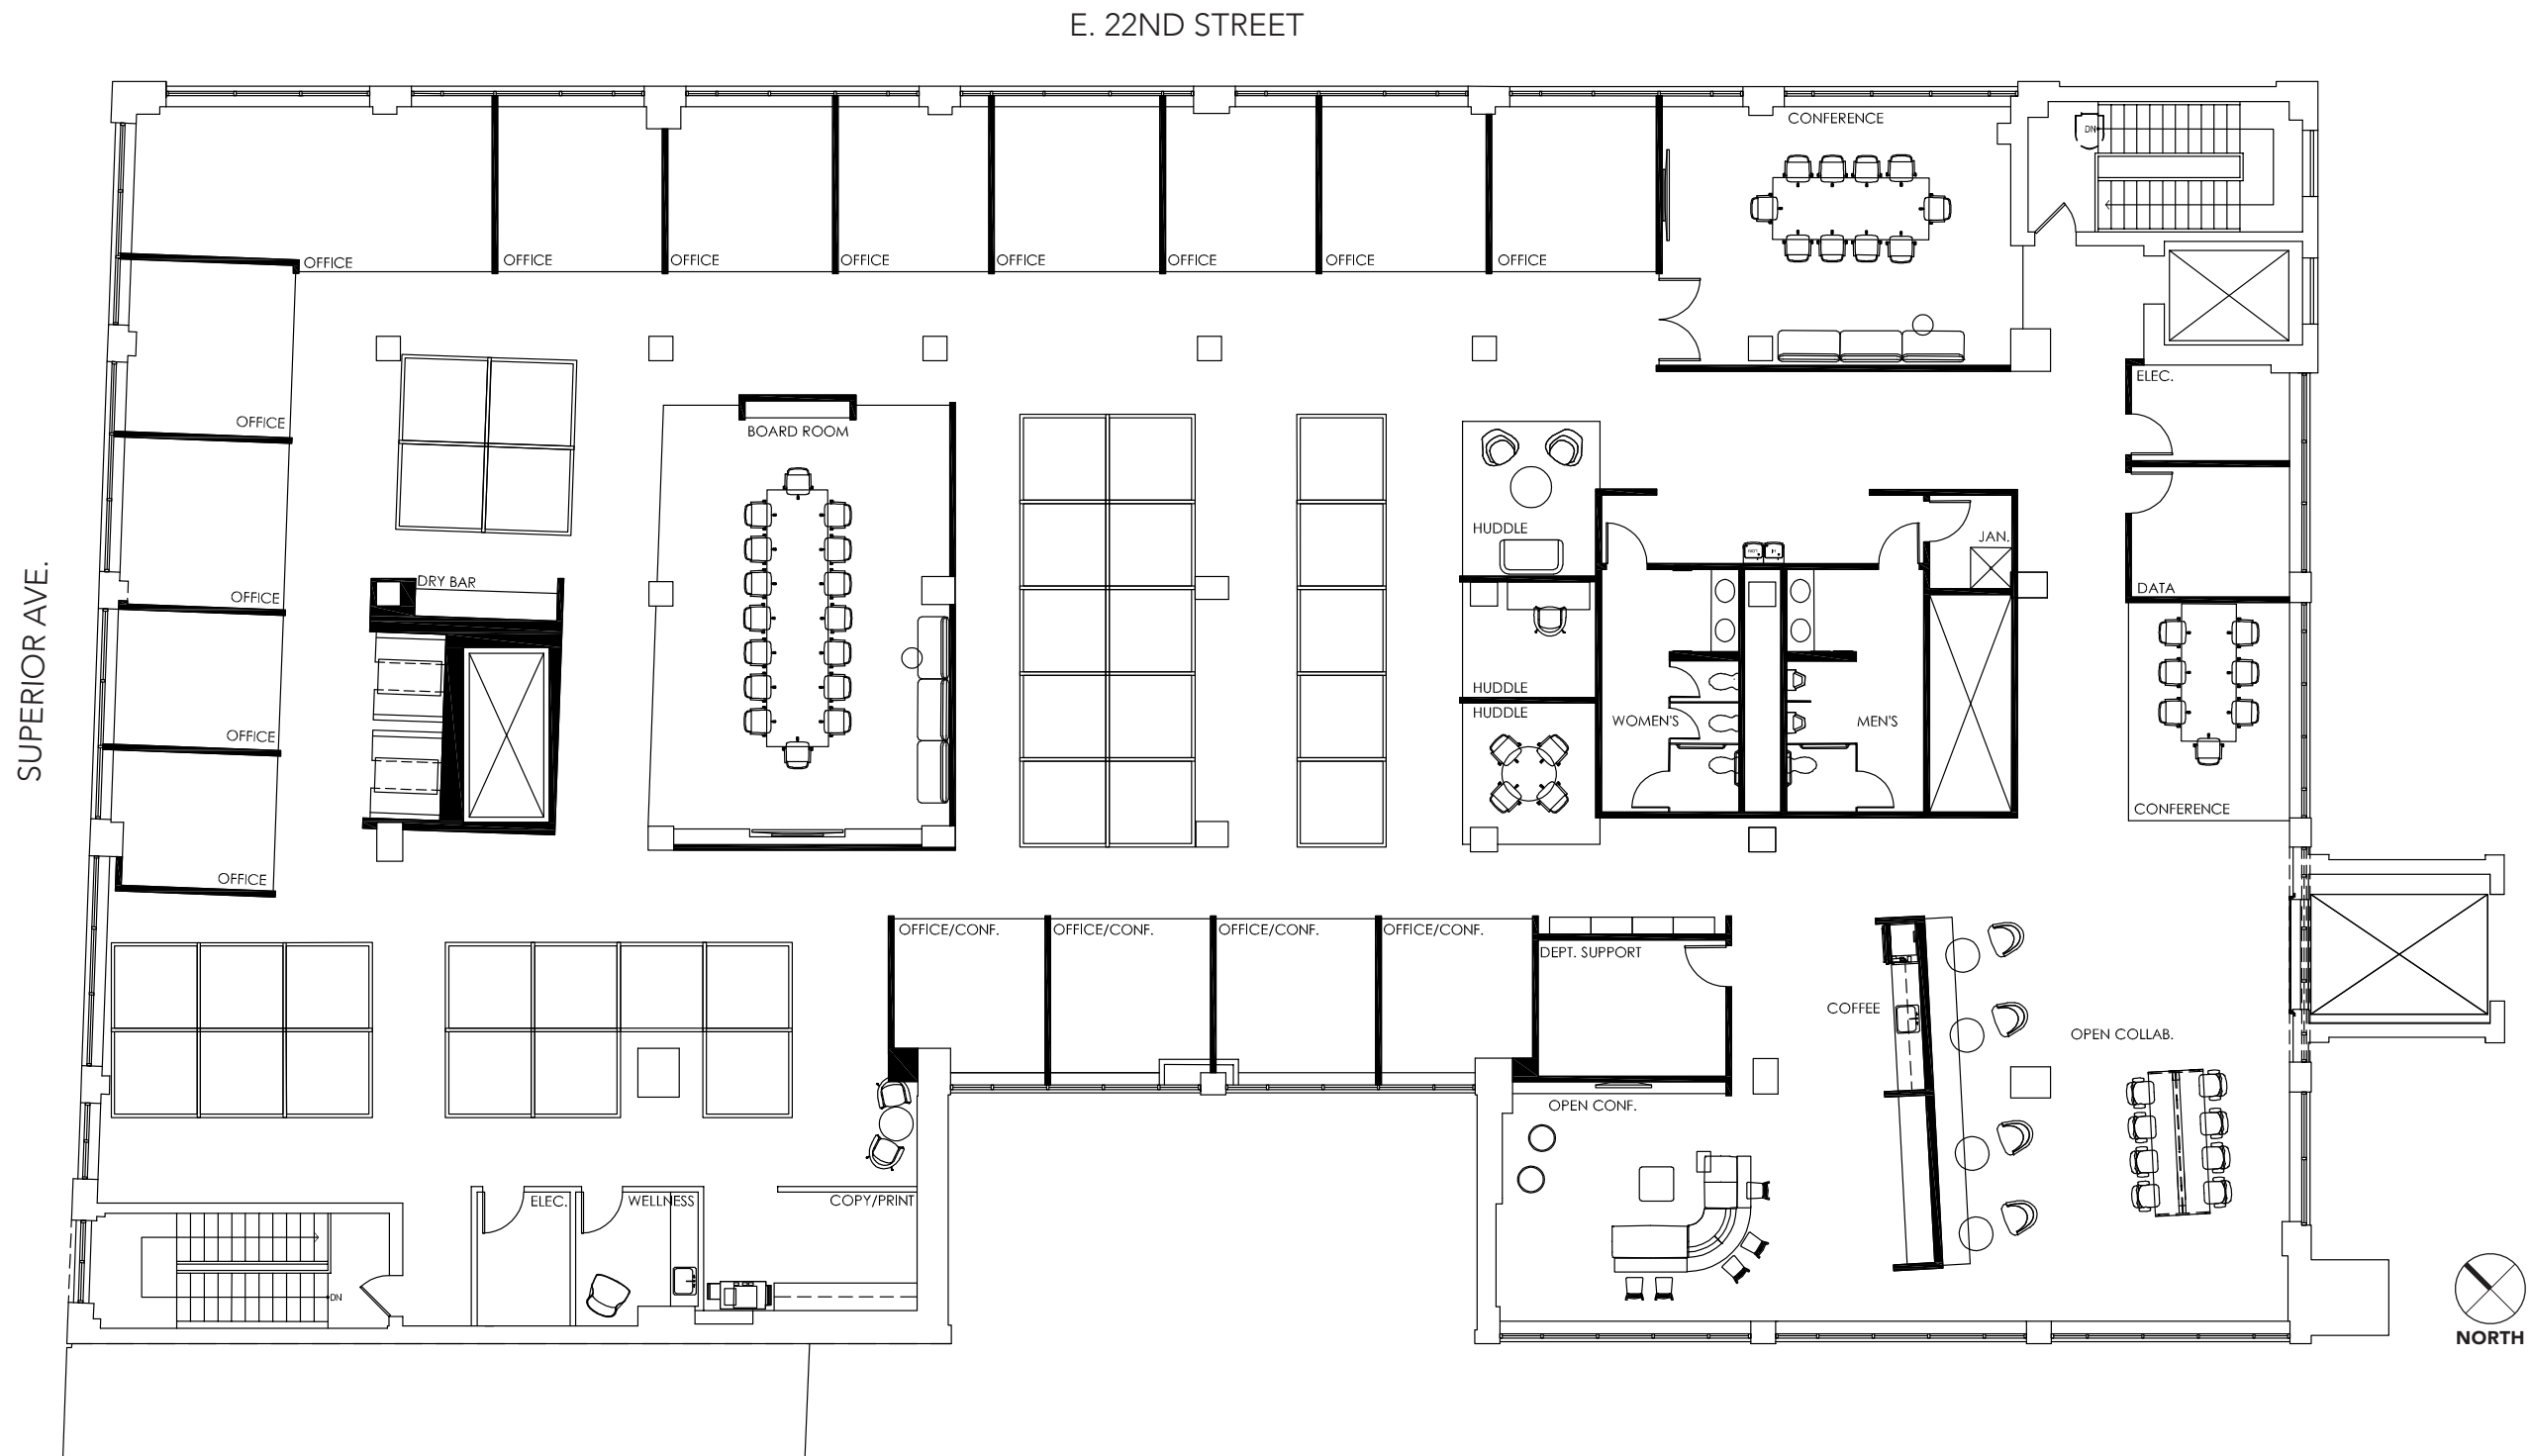 E. 22ND STREET
CONFERENCE
DN
OFFICE
OFFICE
OFFICE
OFFICE
OFFICE
OFFICE
OFFICE
OFFICE
ELEC.
OFFICE
BOARD ROOM
HUDDLE
JAN.
SUPERIOR AVE.
DRY BAR
DATA
OFFICE
HUDDLE
HUDDLE
WOMEN'S
MEN'S
OFFICE
CONFERENCE
OFFICE
OFFICE/CONF.
OFFICE/CONF.
OFFICE/CONF.
OFFICE/CONF.
DEPT. SUPPORT
COFFEE
OPEN COLLAB.
OPEN CONF.
ELEC.
WELLNESS
COPY/PRINT
DN
NORTH